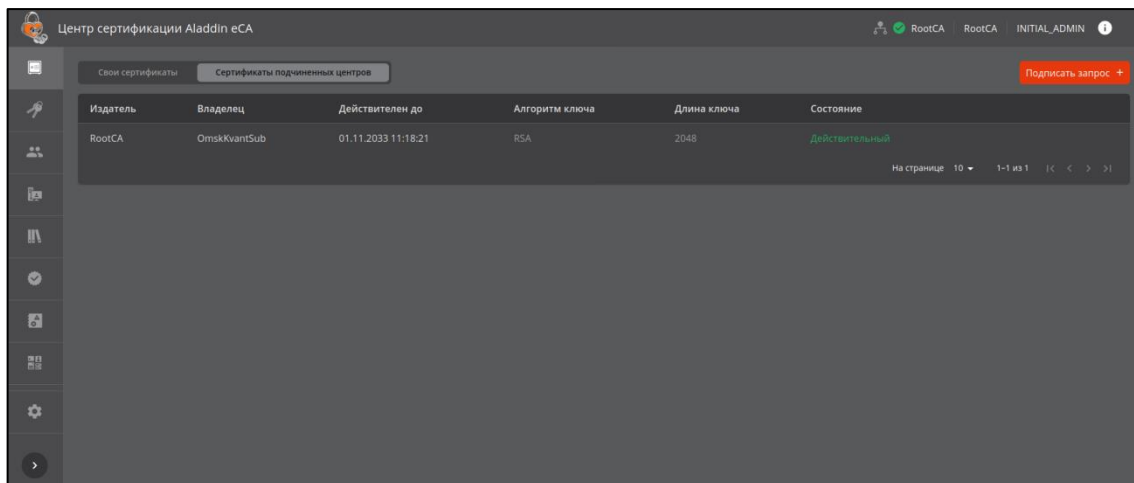 Центр сертификации Aladdin eCA RootCA RootCA INITIAL_ADMIN i
Свои сертификаты Сертификаты подчиненных центров Подписать запрос +
Издатель Владелец Действителен до Алгоритм ключа Длина ключа Состояние
RootCA OmskKvantSub 01.11.2033 11:18:21 RSA 2048 Действительный
На странице 10 1–1 из 1